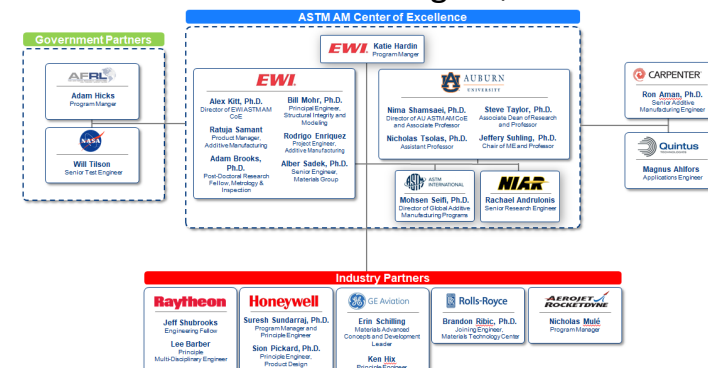 ASTM AM Center of Excellence
Government Partners
EWI.
Katie Hardin
Program Manger
AFRL
Adam Hicks
Program Manger
NASA
Will Tilson
Senior Test Engineer
EWI.
Alex Kitt, Ph.D.
Director of EWI ASTM AM
CoE
Ratuja Samant
Product Manager,
Additive Manufacturing
Adam Brooks,
Ph.D.
Post-Doctoral Research
Fellow, Metrology &
Inspection
Bill Mohr, Ph.D.
Principal Engineer,
Structural Integrity and
Modeling
Rodrigo Enriquez
Project Engineer,
Additive Manufacturing
Alber Sadek, Ph.D.
Senior Engineer,
Materials Group
AUBURN
UNIVERSITY
Nima Shamsaei, Ph.D.
Director of AU ASTM AM CoE
and Associate Professor
Nicholas Tsolas, Ph.D.
Assistant Professor
Steve Taylor, Ph.D.
Associate Dean of Research
and Professor
Jeffery Suhling, Ph.D.
Chair of ME and Professor
ASTM
INTERNATIONAL
Mohsen Seifi, Ph.D.
Director of Global Additive
Manufacturing Programs
NIAR
Rachael Andrulonis
Senior Research Engineer
CARPENTER
Ron Aman, Ph.D.
Senior Additive
Manufacturing Engineer
Quintus
Technologies
Magnus Ahlfors
Applications Engineer
Industry Partners
Raytheon
Jeff Shubrooks
Engineering Fellow
Lee Barber
Principle
Multi-Disciplinary Engineer
Honeywell
Suresh Sundarraj, Ph.D.
Program Manager and
Principle Engineer
Sion Pickard, Ph.D.
Principle Engineer,
Product Design
GE Aviation
Erin Schilling
Materials Advanced
Concepts and Development
Leader
Ken Hix
Principle Engineer
Rolls-Royce
Brandon Ribic, Ph.D.
Joining Engineer,
Materials Technology Center
AEROJET
ROCKETDYNE
Nicholas Mulé
Program Manager